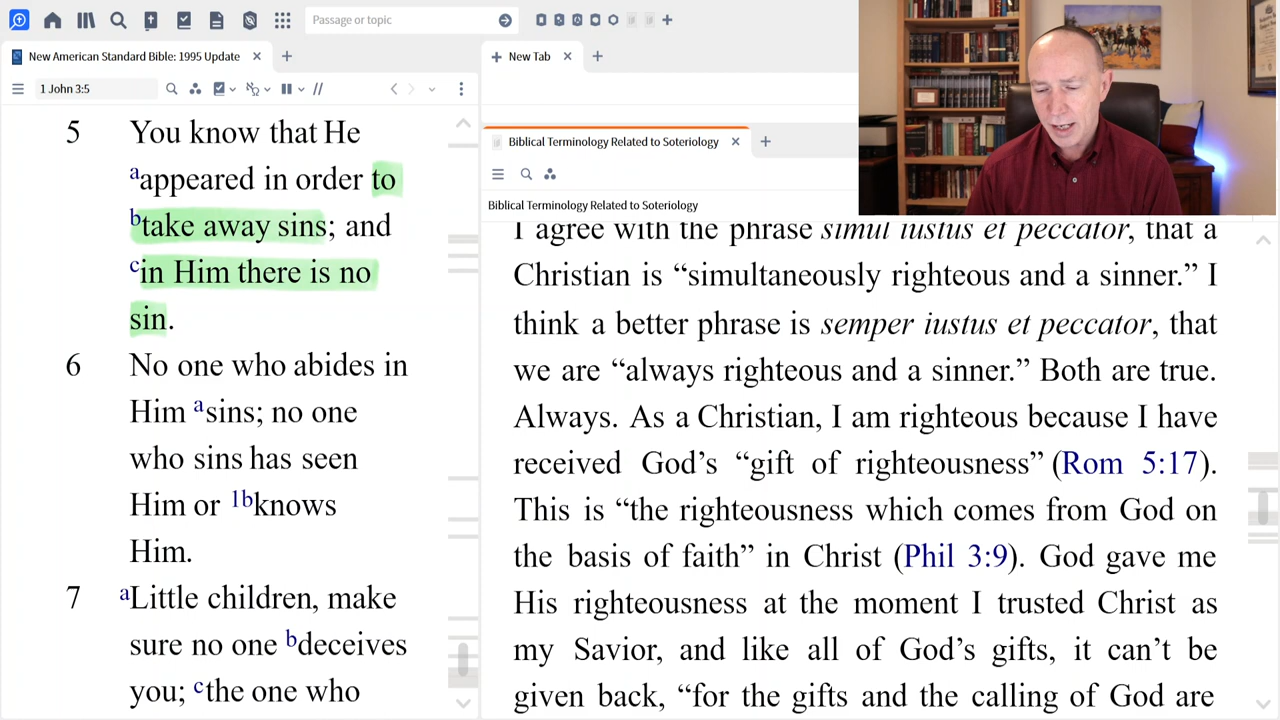 Passage or topic
New American Standard Bible: 1995 Update
New Tab
1 John 3:5
Biblical Terminology Related to Soteriology
Biblical Terminology Related to Soteriology
5 You know that He
aappeared in order to
btake away sins; and
cin Him there is no
sin.
6 No one who abides in
Him asins; no one
who sins has seen
Him or 1bknows
Him.
7 aLittle children, make
sure no one bdeceives
you; cthe one who
I agree with the phrase simul iustus et peccator, that a
Christian is “simultaneously righteous and a sinner.” I
think a better phrase is semper iustus et peccator, that
we are “always righteous and a sinner.” Both are true.
Always. As a Christian, I am righteous because I have
received God’s “gift of righteousness” (Rom 5:17).
This is “the righteousness which comes from God on
the basis of faith” in Christ (Phil 3:9). God gave me
His righteousness at the moment I trusted Christ as
my Savior, and like all of God’s gifts, it can’t be
given back, “for the gifts and the calling of God are